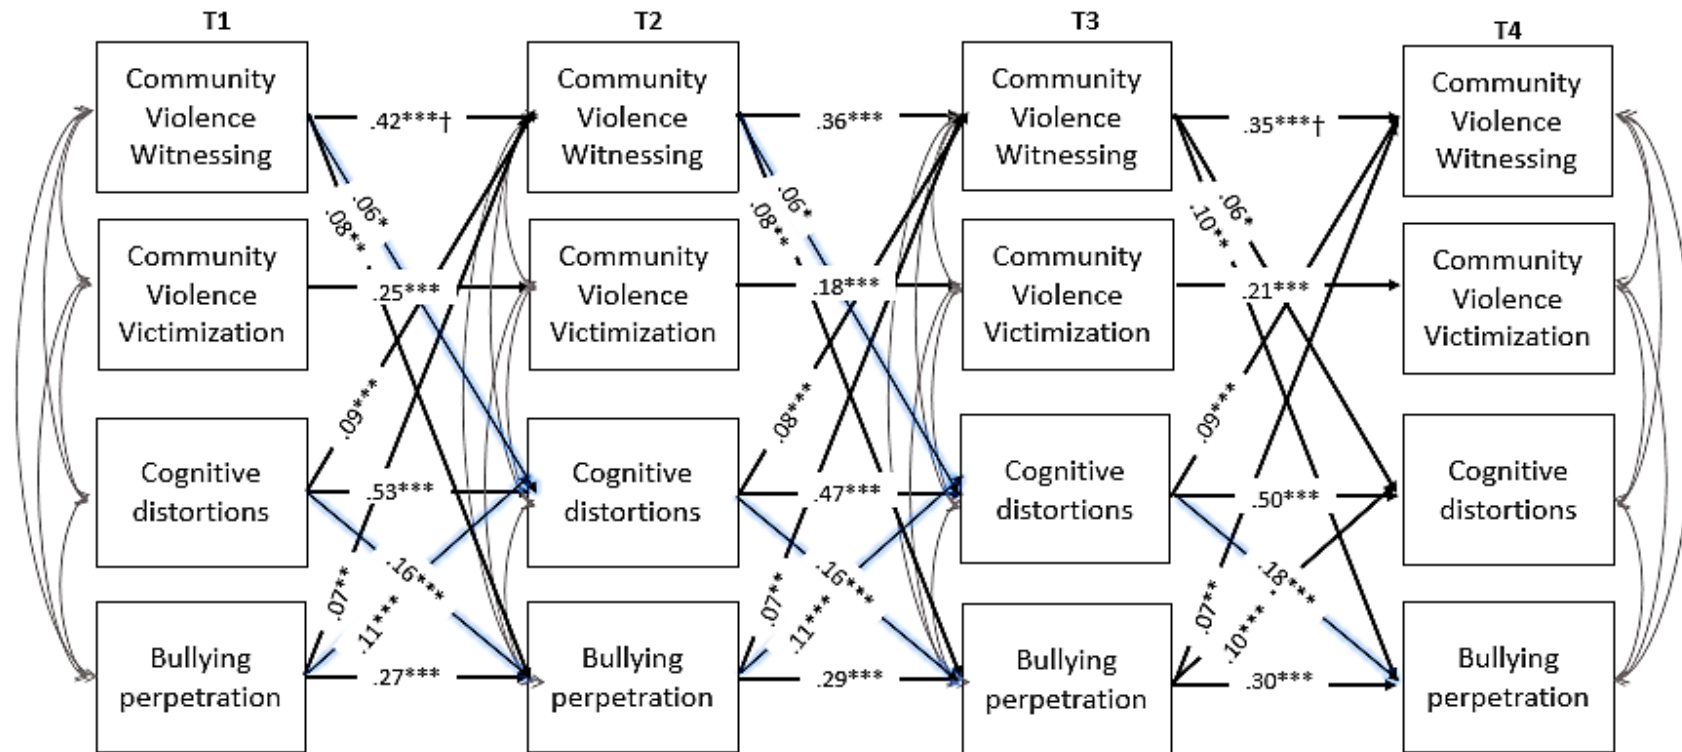 T1
T2
T3
T4
Community
Violence
Witnessing
Community
Violence
Witnessing
Community
Violence
Witnessing
Community
Violence
Witnessing
.42***†
.36***
.35***†
.06*
.08**
.06*
.08**
.06*
.10**
Community
Violence
Victimization
Community
Violence
Victimization
Community
Violence
Victimization
Community
Violence
Victimization
.25***
.18***
.21***
.09***
.08***
.09***
Cognitive
distortions
Cognitive
distortions
Cognitive
distortions
Cognitive
distortions
.53***
.47***
.50***
.16***
.16***
.18***
.07**
.11***
.07**
.11***
.07**
.10***
Bullying
perpetration
Bullying
perpetration
Bullying
perpetration
Bullying
perpetration
.27***
.29***
.30***